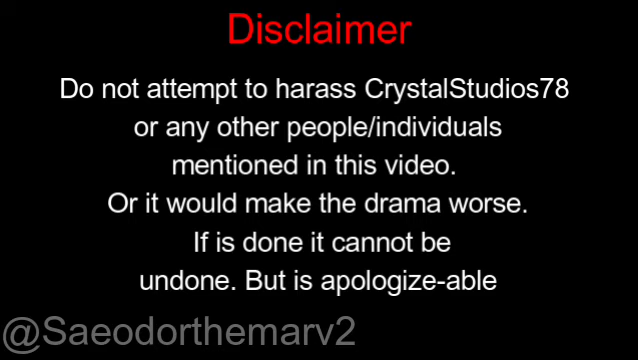 Disclaimer
Do not attempt to harass CrystalStudios78
or any other people/individuals
mentioned in this video.
Or it would make the drama worse.
If is done it cannot be
undone. But is apologize-able
@Saeodorthemarv2